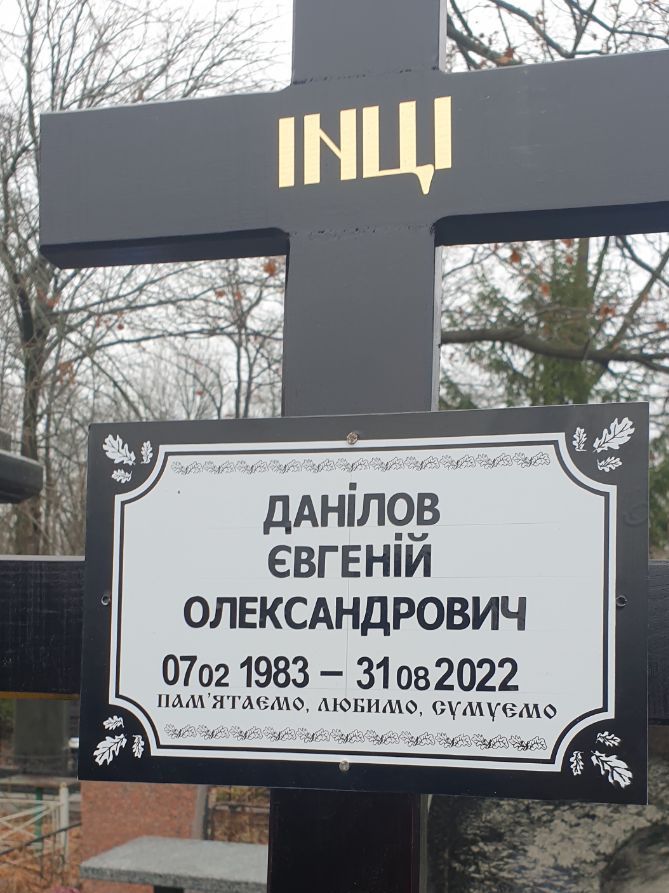 ІНЦІ
ДАНіЛОВ
ЄВГЕНІЙ
ОЛЕКСАНДРОВИЧ
07 02 1983 – 31 08 2022
ПАМ'ЯТАЄМО, ЛЮБИМО, СУМУЄМО